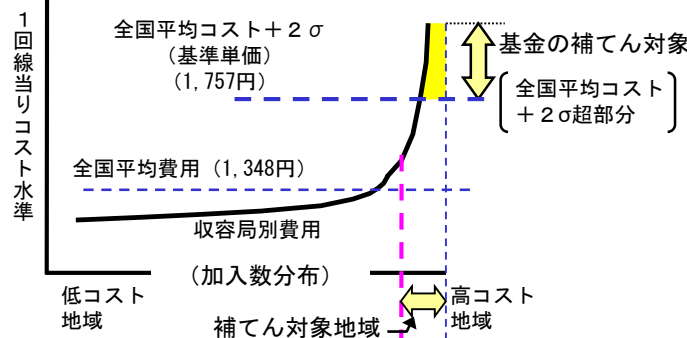 1回線当りコスト水準
全国平均コスト＋2σ
(基準単価)
(1,757円)
基金の補てん対象
全国平均コスト
＋2σ超部分
全国平均費用(1,348円)
収容局別費用
(加入数分布)
低コスト
地域
高コスト
地域
補てん対象地域